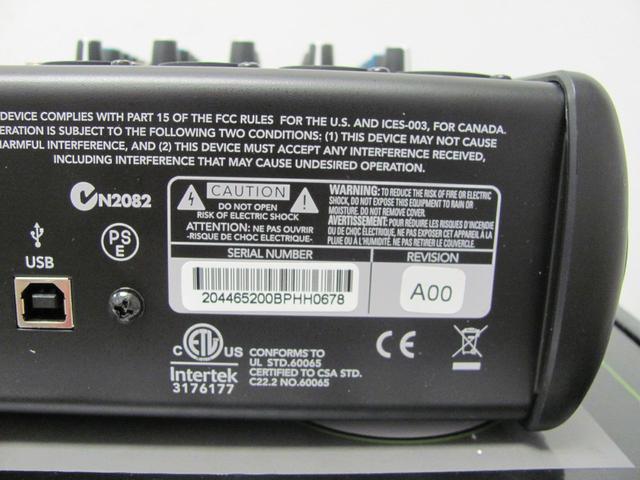 DEVICE COMPLIES WITH PART 15 OF THE FCC RULES FOR THE U.S. AND ICES-003, FOR CANADA.
ERATION IS SUBJECT TO THE FOLLOWING TWO CONDITIONS: (1) THIS DEVICE MAY NOT CAUSE
HARMFUL INTERFERENCE, AND (2) THIS DEVICE MUST ACCEPT ANY INTERFERENCE RECEIVED,
INCLUDING INTERFERENCE THAT MAY CAUSE UNDESIRED OPERATION.
N2082
PS
E
USB
CAUTION
DO NOT OPEN
RISK OF ELECTRIC SHOCK
ATTENTION: NE PAS OUVRIR
-RISQUE DE CHOC ELECTRIQUE-
WARNING: TO REDUCE THE RISK OF FIRE OR ELECTRIC
SHOCK, DO NOT EXPOSE THIS EQUIPMENT TO RAIN OR
MOISTURE. DO NOT REMOVE COVER.
AVERTISSEMENT: POUR RÉDUIRE LES RISQUES D'INCENDIE
OU DE CHOC ÉLECTRIQUE, NE PAS EXPOSER CET APPAREIL À LA
PLUIE OU A L'HUMIDITÉ. NE PAS RETIRER LE COUVERCLE.
SERIAL NUMBER
204465200BPHH0678
REVISION
A00
C ETL US
Intertek
3176177
CONFORMS TO
UL STD.60065
CERTIFIED TO CSA STD.
C22.2 NO.60065
CE